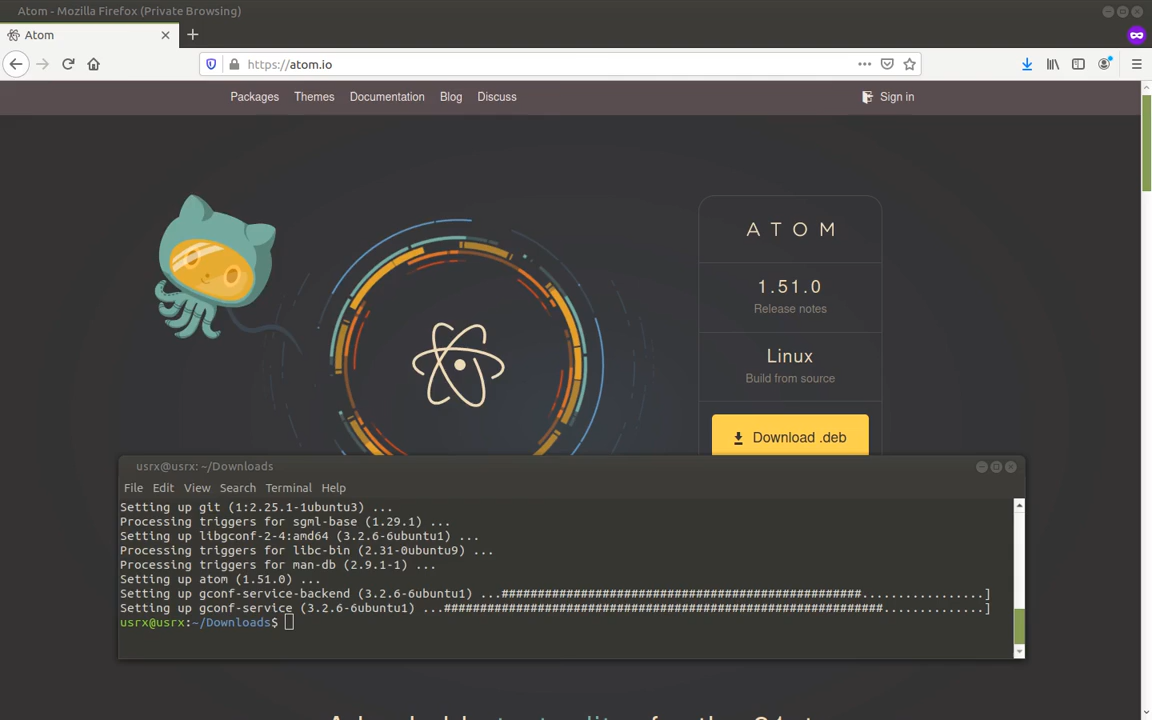 Atom - Mozilla Firefox (Private Browsing)
Atom
https://atom.io
Packages Themes Documentation Blog Discuss Sign in
ATOM
1.51.0
Release notes
Linux
Build from source
Download .deb
usrx@usrx: ~/Downloads
File Edit View Search Terminal Help
Setting up git (1:2.25.1-1ubuntu3) ...
Processing triggers for sgml-base (1.29.1) ...
Setting up libgconf-2-4:amd64 (3.2.6-6ubuntu1) ...
Processing triggers for libc-bin (2.31-0ubuntu9) ...
Processing triggers for man-db (2.9.1-1) ...
Setting up atom (1.51.0) ...
Setting up gconf-service-backend (3.2.6-6ubuntu1) ...##################################################.................]
Setting up gconf-service (3.2.6-6ubuntu1) ...#############################################################..............]
usrx@usrx:~/Downloads$